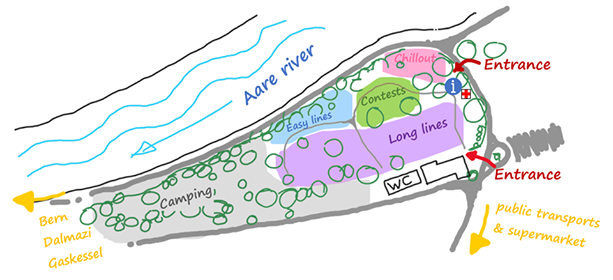 Chillout
Entrance
Aare river
i
Contests
Easy lines
Long lines
Camping,
WC
Entrance
Bern
Dalmazi
Gaskessel
public transports
& supermarket